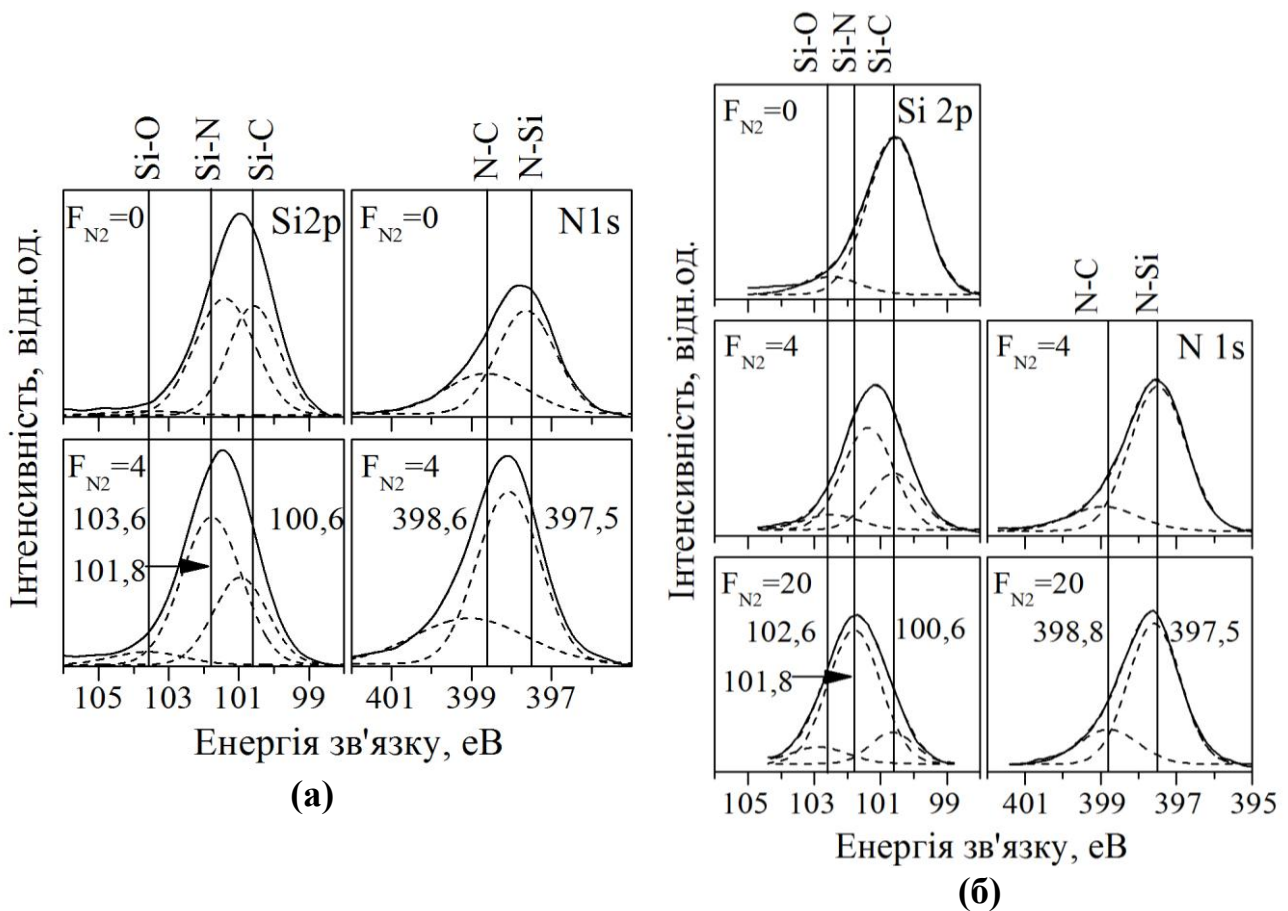 Si-O
Si-N
Si-C
N-C
N-Si
Інтенсивність, відн.од.
F_N2=0
Si2p
F_N2=0
N1s
F_N2=4
103,6
101,8
100,6
F_N2=4
398,6
397,5
105 103 101 99 401 399 397
Енергія зв'язку, еВ
(а)
Si-O
Si-N
Si-C
F_N2=0
Si 2p
N-C
N-Si
Інтенсивність, відн.од.
F_N2=4
F_N2=4
N 1s
F_N2=20
102,6
101,8
100,6
F_N2=20
398,8
397,5
105 103 101 99 401 399 397 395
Енергія зв'язку, еВ
(б)